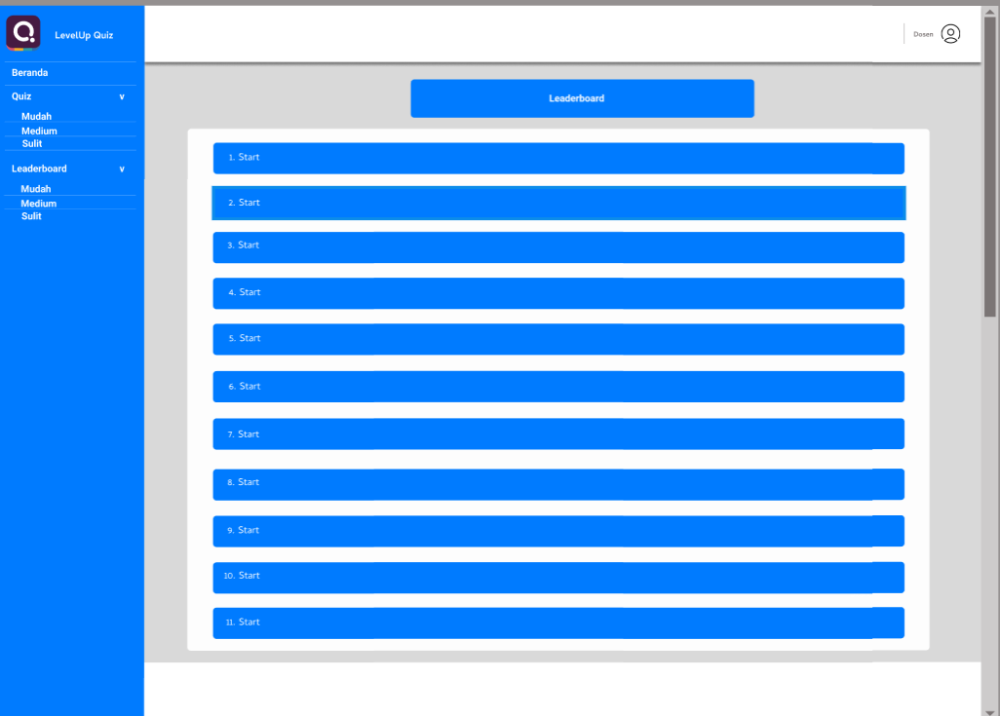 LevelUp Quiz
Dosen
Beranda
Quiz v
Mudah
Medium
Sulit
Leaderboard v
Mudah
Medium
Sulit
Leaderboard
1. Start
2. Start
3. Start
4. Start
5. Start
6. Start
7. Start
8. Start
9. Start
10. Start
11. Start